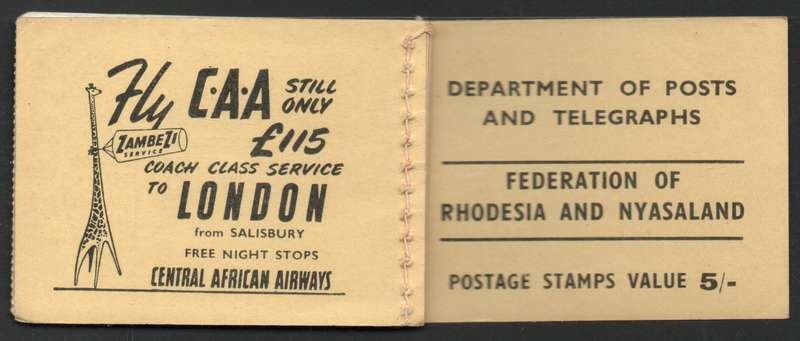 Fly C·A·A STILL
ONLY
£115
ZAMBEZI
SERVICE
COACH CLASS SERVICE
TO LONDON
from SALISBURY
FREE NIGHT STOPS
CENTRAL AFRICAN AIRWAYS
DEPARTMENT OF POSTS
AND TELEGRAPHS
FEDERATION OF
RHODESIA AND NYASALAND
POSTAGE STAMPS VALUE 5/-